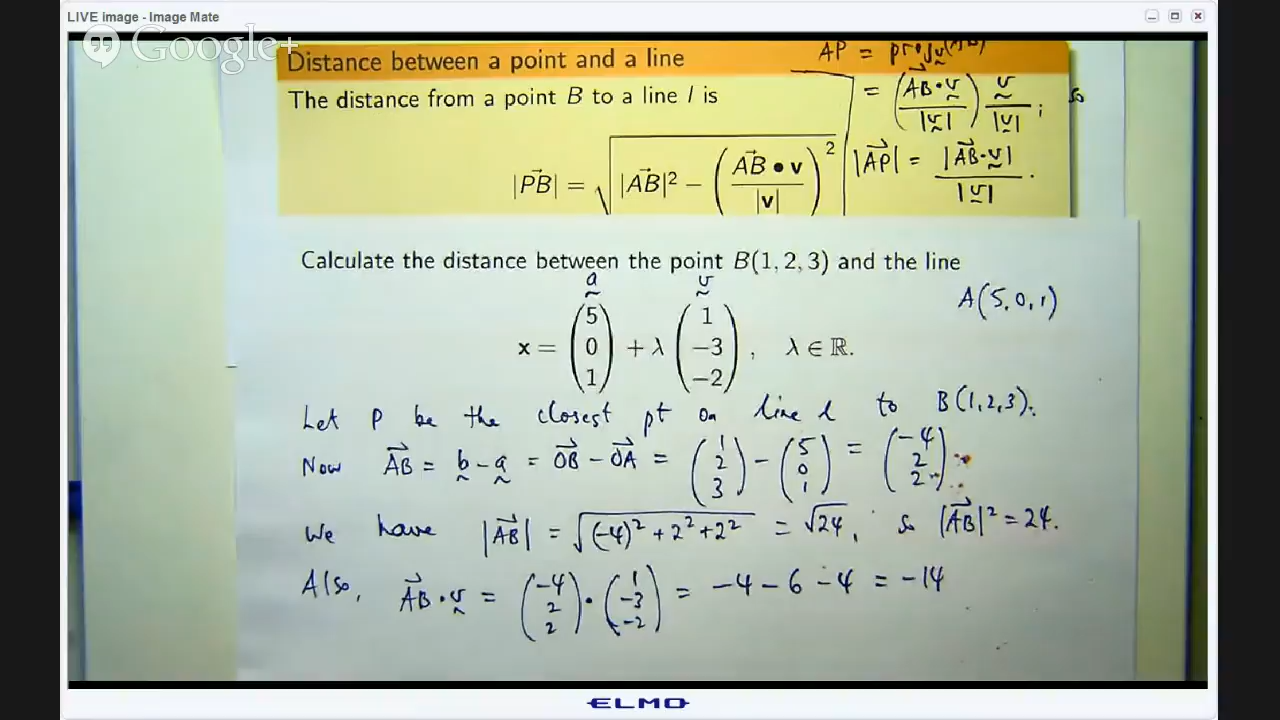 LIVE image - Image Mate
Google+
Distance between a point and a line
AP = proj_v(AB)
The distance from a point B to a line l is
= (AB·v / |v|) v / |v| ; so
|PB| = √(|AB|² − (AB • v / |v|)²)
|AP| = |AB·v| / |v| .
Calculate the distance between the point B(1, 2, 3) and the line
a v
A(5,0,1)
x = (5 0 1) + λ (1 −3 −2) , λ ∈ ℝ.
Let P be the closest pt on line l to B(1,2,3).
Now AB = b − a = OB − OA = (1 2 3) − (5 0 1) = (−4 2 2).
We have |AB| = √((−4)² + 2² + 2²) = √24, so |AB|² = 24.
Also, AB·v = (−4 2 2) · (1 −3 −2) = −4 − 6 − 4 = −14
ELMO